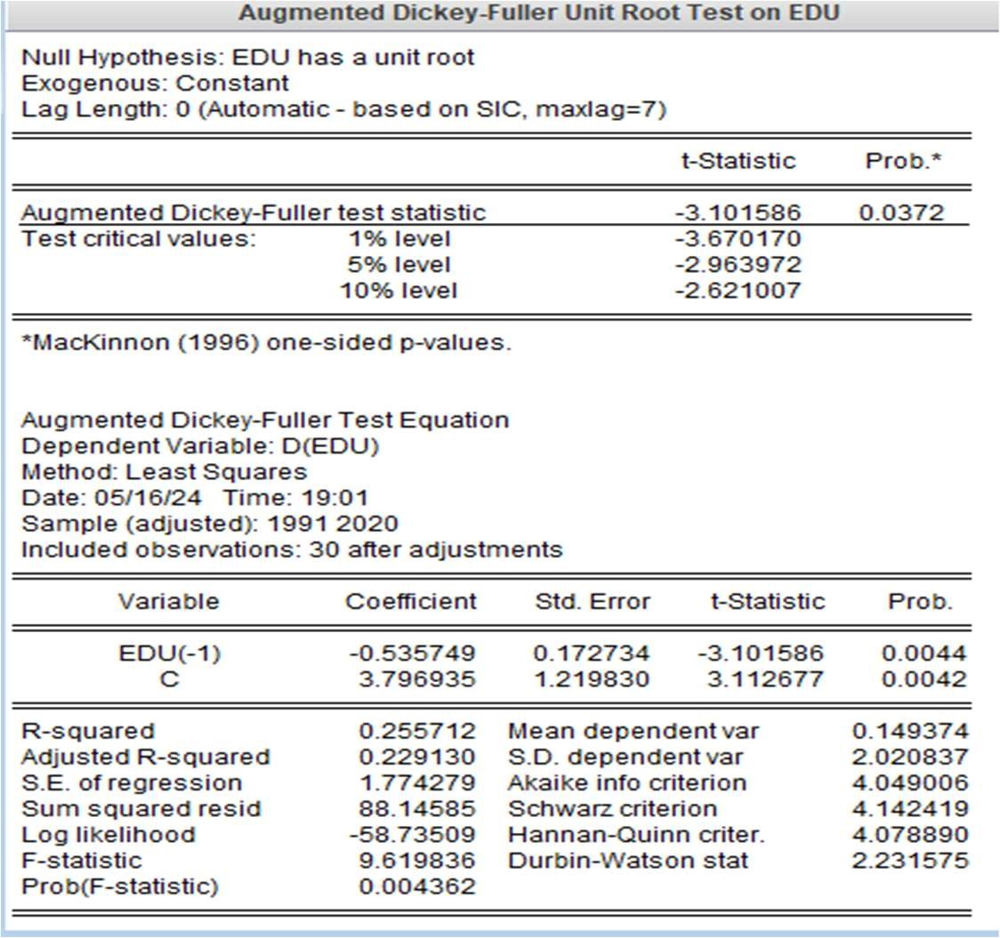 Augmented Dickey-Fuller Unit Root Test on EDU
Null Hypothesis: EDU has a unit root
Exogenous: Constant
Lag Length: 0 (Automatic - based on SIC, maxlag=7)
t-Statistic Prob.*
Augmented Dickey-Fuller test statistic -3.101586 0.0372
Test critical values: 1% level -3.670170
5% level -2.963972
10% level -2.621007
*MacKinnon (1996) one-sided p-values.
Augmented Dickey-Fuller Test Equation
Dependent Variable: D(EDU)
Method: Least Squares
Date: 05/16/24 Time: 19:01
Sample (adjusted): 1991 2020
Included observations: 30 after adjustments
Variable Coefficient Std. Error t-Statistic Prob.
EDU(-1) -0.535749 0.172734 -3.101586 0.0044
C 3.796935 1.219830 3.112677 0.0042
R-squared 0.255712 Mean dependent var 0.149374
Adjusted R-squared 0.229130 S.D. dependent var 2.020837
S.E. of regression 1.774279 Akaike info criterion 4.049006
Sum squared resid 88.14585 Schwarz criterion 4.142419
Log likelihood -58.73509 Hannan-Quinn criter. 4.078890
F-statistic 9.619836 Durbin-Watson stat 2.231575
Prob(F-statistic) 0.004362